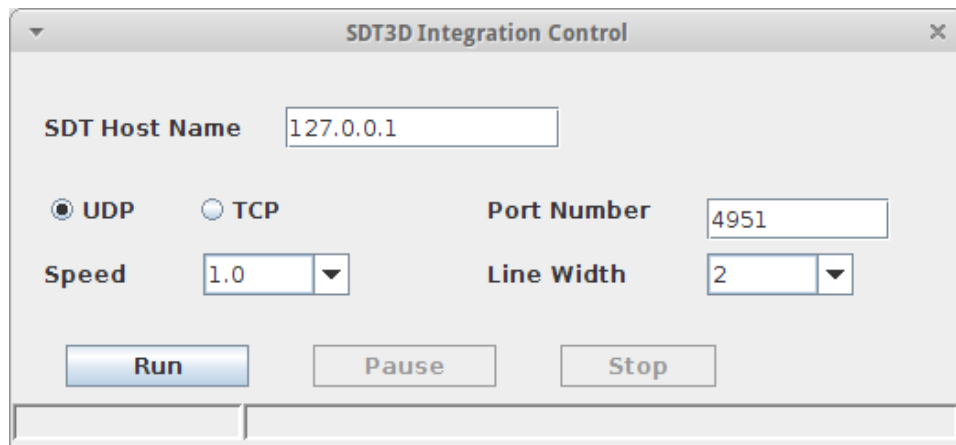 SDT3D Integration Control
SDT Host Name 127.0.0.1
UDP TCP Port Number 4951
Speed 1.0 Line Width 2
Run Pause Stop